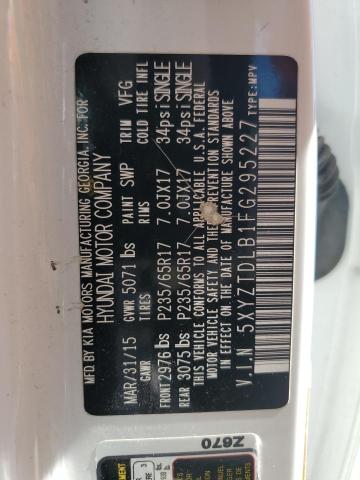 MFD BY KIA MOTORS MANUFACTURING GEORGIA, INC. FOR
HYUNDAI MOTOR COMPANY
MAR/31/15 GVWR 5071 lbs PAINT SWP TRIM VFG
GAWR TIRES RIMS COLD TIRE INFL
FRONT 2976 lbs P235/65R17 7.0JX17 34psi SINGLE
REAR 3075 lbs P235/65R17 7.0JX17 34psi SINGLE
THIS VEHICLE CONFORMS TO ALL APPLICABLE U.S.A. FEDERAL
MOTOR VEHICLE SAFETY AND THEFT PREVENTION STANDARDS
IN EFFECT ON THE DATE OF MANUFACTURE SHOWN ABOVE.
V.I.N 5XYZTDLB1FG295227 TYPE:MPV
Z670